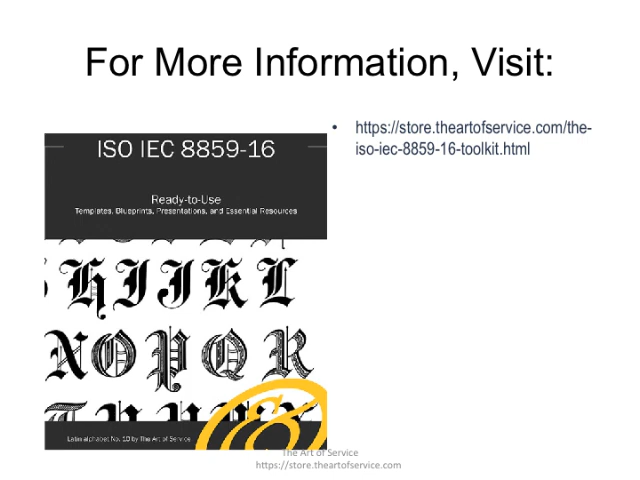 For More Information, Visit:
• https://store.theartofservice.com/the-
iso-iec-8859-16-toolkit.html
ISO IEC 8859-16
Ready-to-Use
Templates, Blueprints, Presentations, and Essential Resources
H I J K L
N O P Q R
&
Latin alphabet No. 10 by The Art of Service
The Art of Service
https://store.theartofservice.com